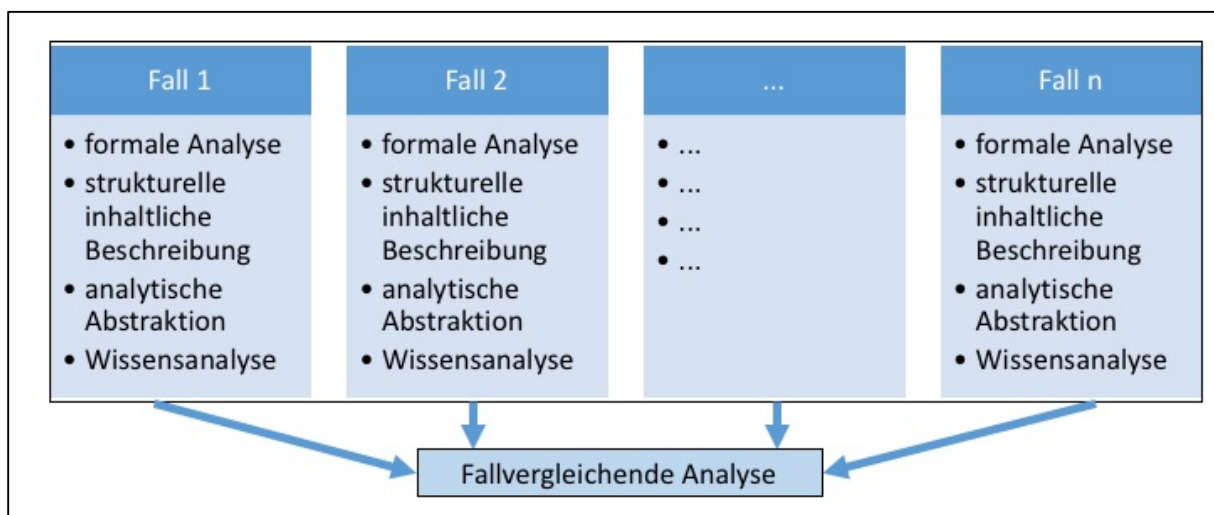 Fall 1
• formale Analyse
• strukturelle
inhaltliche
Beschreibung
• analytische
Abstraktion
• Wissensanalyse
Fall 2
• formale Analyse
• strukturelle
inhaltliche
Beschreibung
• analytische
Abstraktion
• Wissensanalyse
...
• ...
• ...
• ...
• ...
Fall n
• formale Analyse
• strukturelle
inhaltliche
Beschreibung
• analytische
Abstraktion
• Wissensanalyse
Fallvergleichende Analyse